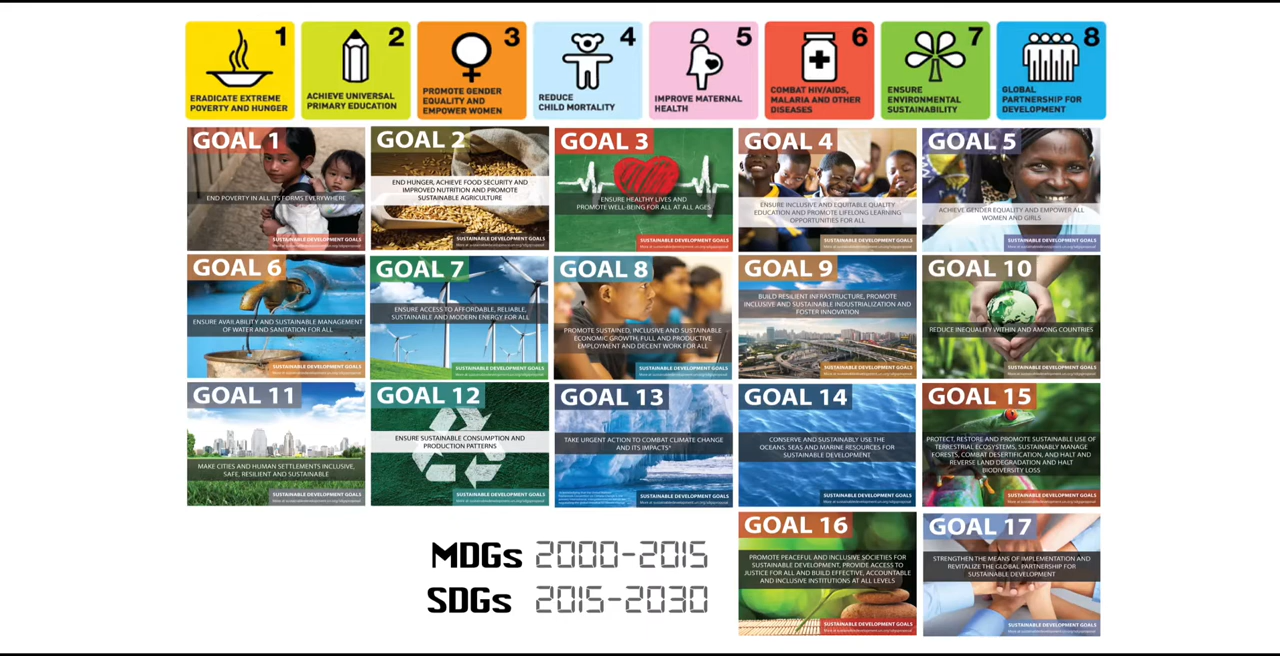 1
ERADICATE EXTREME
POVERTY AND HUNGER
2
ACHIEVE UNIVERSAL
PRIMARY EDUCATION
3
PROMOTE GENDER
EQUALITY AND
EMPOWER WOMEN
4
REDUCE
CHILD MORTALITY
5
IMPROVE MATERNAL
HEALTH
6
COMBAT HIV/AIDS,
MALARIA AND OTHER
DISEASES
7
ENSURE
ENVIRONMENTAL
SUSTAINABILITY
8
GLOBAL
PARTNERSHIP FOR
DEVELOPMENT
GOAL 1
END POVERTY IN ALL ITS FORMS EVERYWHERE
SUSTAINABLE DEVELOPMENT GOALS
GOAL 2
END HUNGER, ACHIEVE FOOD SECURITY AND
IMPROVED NUTRITION AND PROMOTE
SUSTAINABLE AGRICULTURE
SUSTAINABLE DEVELOPMENT GOALS
GOAL 3
ENSURE HEALTHY LIVES AND
PROMOTE WELL-BEING FOR ALL AT ALL AGES
SUSTAINABLE DEVELOPMENT GOALS
GOAL 4
ENSURE INCLUSIVE AND EQUITABLE QUALITY
EDUCATION AND PROMOTE LIFELONG LEARNING
OPPORTUNITIES FOR ALL
SUSTAINABLE DEVELOPMENT GOALS
GOAL 5
ACHIEVE GENDER EQUALITY AND EMPOWER ALL
WOMEN AND GIRLS
SUSTAINABLE DEVELOPMENT GOALS
GOAL 6
ENSURE AVAILABILITY AND SUSTAINABLE MANAGEMENT
OF WATER AND SANITATION FOR ALL
SUSTAINABLE DEVELOPMENT GOALS
GOAL 7
ENSURE ACCESS TO AFFORDABLE, RELIABLE,
SUSTAINABLE AND MODERN ENERGY FOR ALL
SUSTAINABLE DEVELOPMENT GOALS
GOAL 8
PROMOTE SUSTAINED, INCLUSIVE AND SUSTAINABLE
ECONOMIC GROWTH, FULL AND PRODUCTIVE
EMPLOYMENT AND DECENT WORK FOR ALL
SUSTAINABLE DEVELOPMENT GOALS
GOAL 9
BUILD RESILIENT INFRASTRUCTURE, PROMOTE
INCLUSIVE AND SUSTAINABLE INDUSTRIALIZATION AND
FOSTER INNOVATION
SUSTAINABLE DEVELOPMENT GOALS
GOAL 10
REDUCE INEQUALITY WITHIN AND AMONG COUNTRIES
SUSTAINABLE DEVELOPMENT GOALS
GOAL 11
MAKE CITIES AND HUMAN SETTLEMENTS INCLUSIVE,
SAFE, RESILIENT AND SUSTAINABLE
SUSTAINABLE DEVELOPMENT GOALS
GOAL 12
ENSURE SUSTAINABLE CONSUMPTION AND
PRODUCTION PATTERNS
SUSTAINABLE DEVELOPMENT GOALS
GOAL 13
TAKE URGENT ACTION TO COMBAT CLIMATE CHANGE
AND ITS IMPACTS*
SUSTAINABLE DEVELOPMENT GOALS
GOAL 14
CONSERVE AND SUSTAINABLY USE THE
OCEANS, SEAS AND MARINE RESOURCES FOR
SUSTAINABLE DEVELOPMENT
SUSTAINABLE DEVELOPMENT GOALS
GOAL 15
PROTECT, RESTORE AND PROMOTE SUSTAINABLE USE OF
TERRESTRIAL ECOSYSTEMS, SUSTAINABLY MANAGE
FORESTS, COMBAT DESERTIFICATION, AND HALT AND
REVERSE LAND DEGRADATION AND HALT
BIODIVERSITY LOSS
SUSTAINABLE DEVELOPMENT GOALS
GOAL 16
PROMOTE PEACEFUL AND INCLUSIVE SOCIETIES FOR
SUSTAINABLE DEVELOPMENT, PROVIDE ACCESS TO
JUSTICE FOR ALL AND BUILD EFFECTIVE, ACCOUNTABLE
AND INCLUSIVE INSTITUTIONS AT ALL LEVELS
SUSTAINABLE DEVELOPMENT GOALS
GOAL 17
STRENGTHEN THE MEANS OF IMPLEMENTATION AND
REVITALIZE THE GLOBAL PARTNERSHIP FOR
SUSTAINABLE DEVELOPMENT
SUSTAINABLE DEVELOPMENT GOALS
MDGs 2000-2015
SDGs 2015-2030